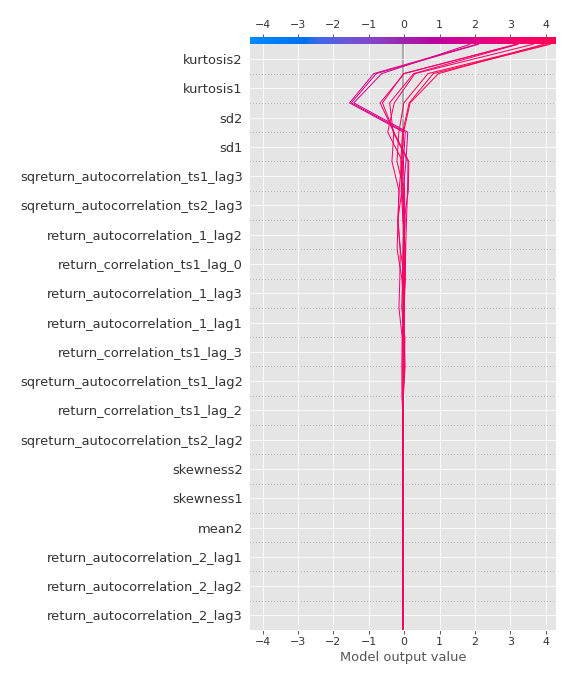 −4 −3 −2 −1 0 1 2 3 4
kurtosis2
kurtosis1
sd2
sd1
sqreturn_autocorrelation_ts1_lag3
sqreturn_autocorrelation_ts2_lag3
return_autocorrelation_1_lag2
return_correlation_ts1_lag_0
return_autocorrelation_1_lag3
return_autocorrelation_1_lag1
return_correlation_ts1_lag_3
sqreturn_autocorrelation_ts1_lag2
return_correlation_ts1_lag_2
sqreturn_autocorrelation_ts2_lag2
skewness2
skewness1
mean2
return_autocorrelation_2_lag1
return_autocorrelation_2_lag2
return_autocorrelation_2_lag3
−4 −3 −2 −1 0 1 2 3 4
Model output value